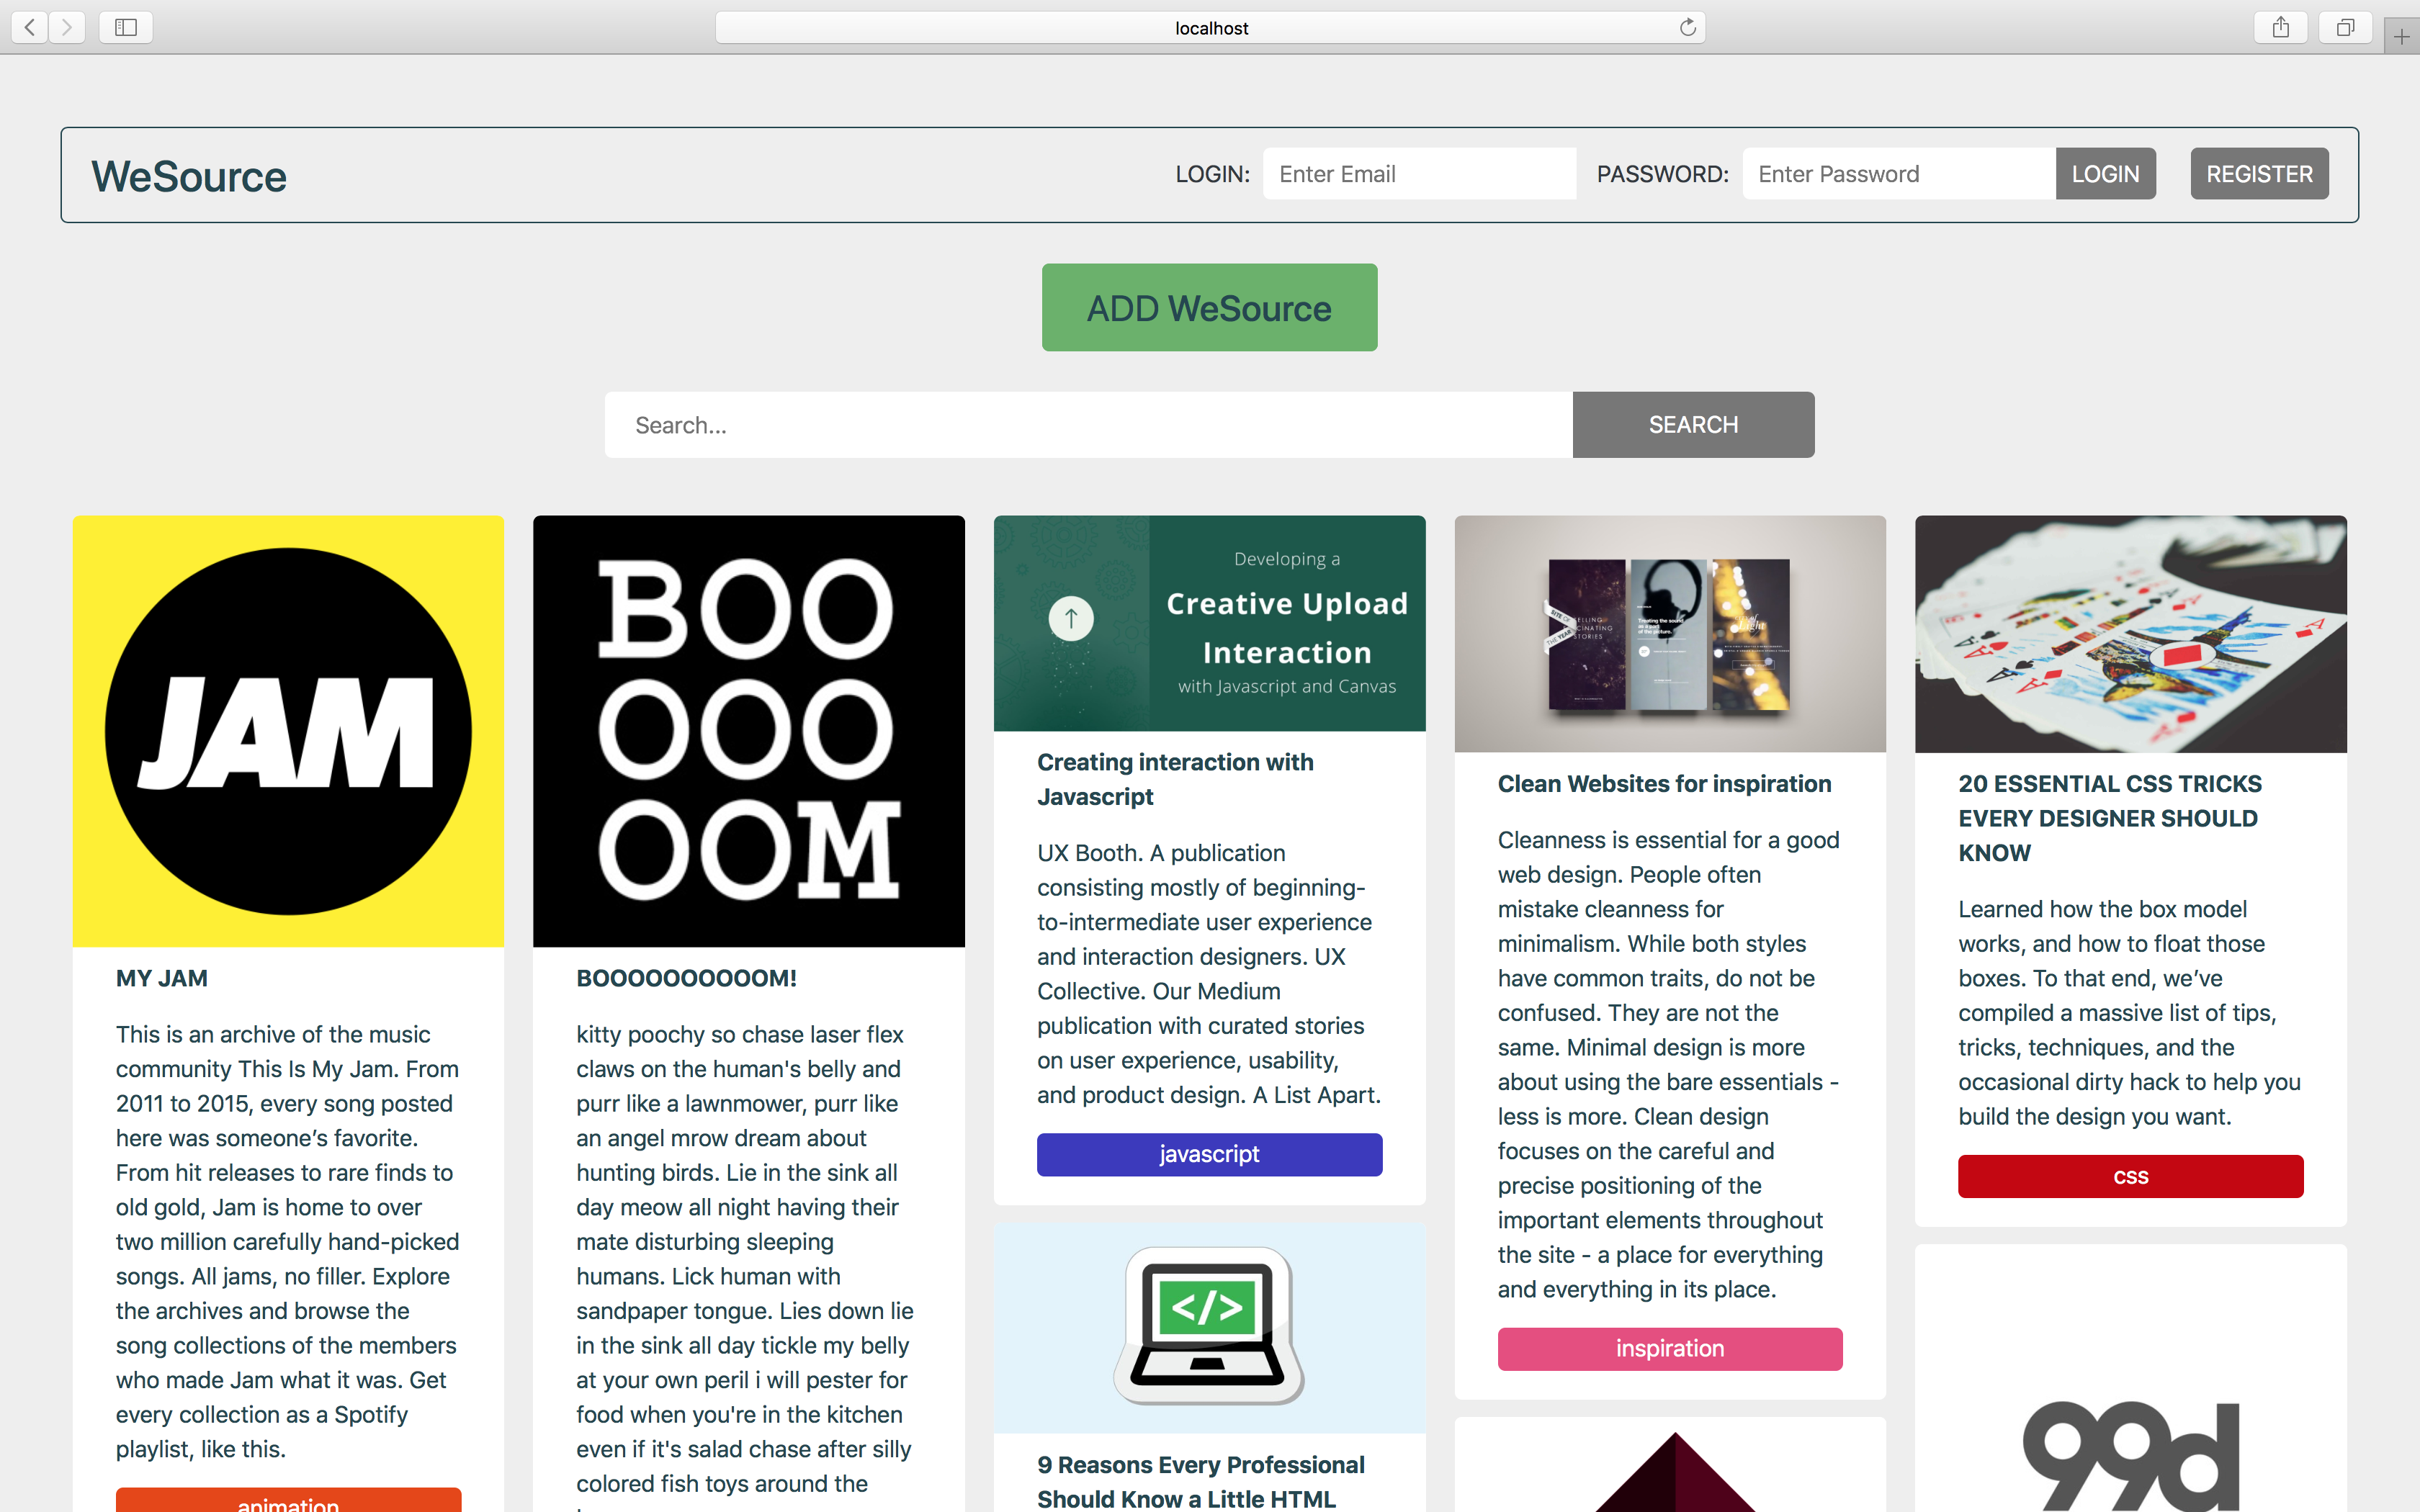 localhost
WeSource
LOGIN:
Enter Email
PASSWORD:
Enter Password
LOGIN
REGISTER
ADD WeSource
Search...
SEARCH
JAM
MY JAM
This is an archive of the music
community This Is My Jam. From
2011 to 2015, every song posted
here was someone’s favorite.
From hit releases to rare finds to
old gold, Jam is home to over
two million carefully hand-picked
songs. All jams, no filler. Explore
the archives and browse the
song collections of the members
who made Jam what it was. Get
every collection as a Spotify
playlist, like this.
animation
BOO
OOO
OOM
BOOOOOOOOOOM!
kitty poochy so chase laser flex
claws on the human's belly and
purr like a lawnmower, purr like
an angel mrow dream about
hunting birds. Lie in the sink all
day meow all night having their
mate disturbing sleeping
humans. Lick human with
sandpaper tongue. Lies down lie
in the sink all day tickle my belly
at your own peril i will pester for
food when you're in the kitchen
even if it's salad chase after silly
colored fish toys around the
Developing a
Creative Upload
Interaction
with Javascript and Canvas
Creating interaction with
Javascript
UX Booth. A publication
consisting mostly of beginning-
to-intermediate user experience
and interaction designers. UX
Collective. Our Medium
publication with curated stories
on user experience, usability,
and product design. A List Apart.
javascript
</>
9 Reasons Every Professional
Should Know a Little HTML
SITE OF
THE YEAR
STORIES
Treating the sound
as a part
of the picture.
Clean Websites for inspiration
Cleanness is essential for a good
web design. People often
mistake cleanness for
minimalism. While both styles
have common traits, do not be
confused. They are not the
same. Minimal design is more
about using the bare essentials -
less is more. Clean design
focuses on the careful and
precise positioning of the
important elements throughout
the site - a place for everything
and everything in its place.
inspiration
A
A
A
A
20 ESSENTIAL CSS TRICKS
EVERY DESIGNER SHOULD
KNOW
Learned how the box model
works, and how to float those
boxes. To that end, we’ve
compiled a massive list of tips,
tricks, techniques, and the
occasional dirty hack to help you
build the design you want.
css
99d